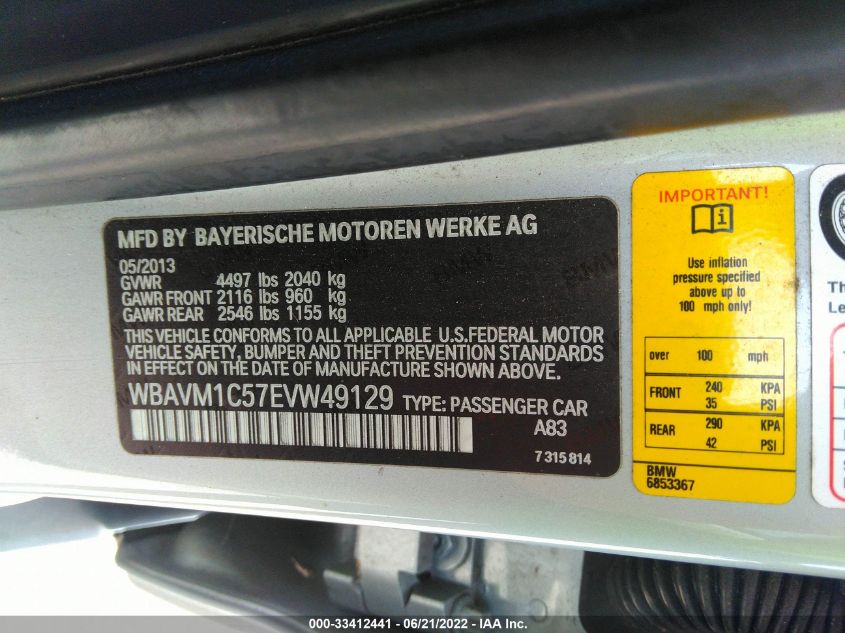 MFD BY BAYERISCHE MOTOREN WERKE AG
05/2013
GVWR 4497 lbs 2040 kg
GAWR FRONT 2116 lbs 960 kg
GAWR REAR 2546 lbs 1155 kg
THIS VEHICLE CONFORMS TO ALL APPLICABLE U.S.FEDERAL MOTOR
VEHICLE SAFETY, BUMPER AND THEFT PREVENTION STANDARDS
IN EFFECT ON THE DATE OF MANUFACTURE SHOWN ABOVE.
WBAVM1C57EVW49129 TYPE: PASSENGER CAR
A83
7 315 814
IMPORTANT!
Use inflation
pressure specified
above up to
100 mph only!
over 100 mph
FRONT 240 KPA
35 PSI
REAR 290 KPA
42 PSI
BMW
6853367
Th
Le
000-33412441 - 06/21/2022 - IAA Inc.